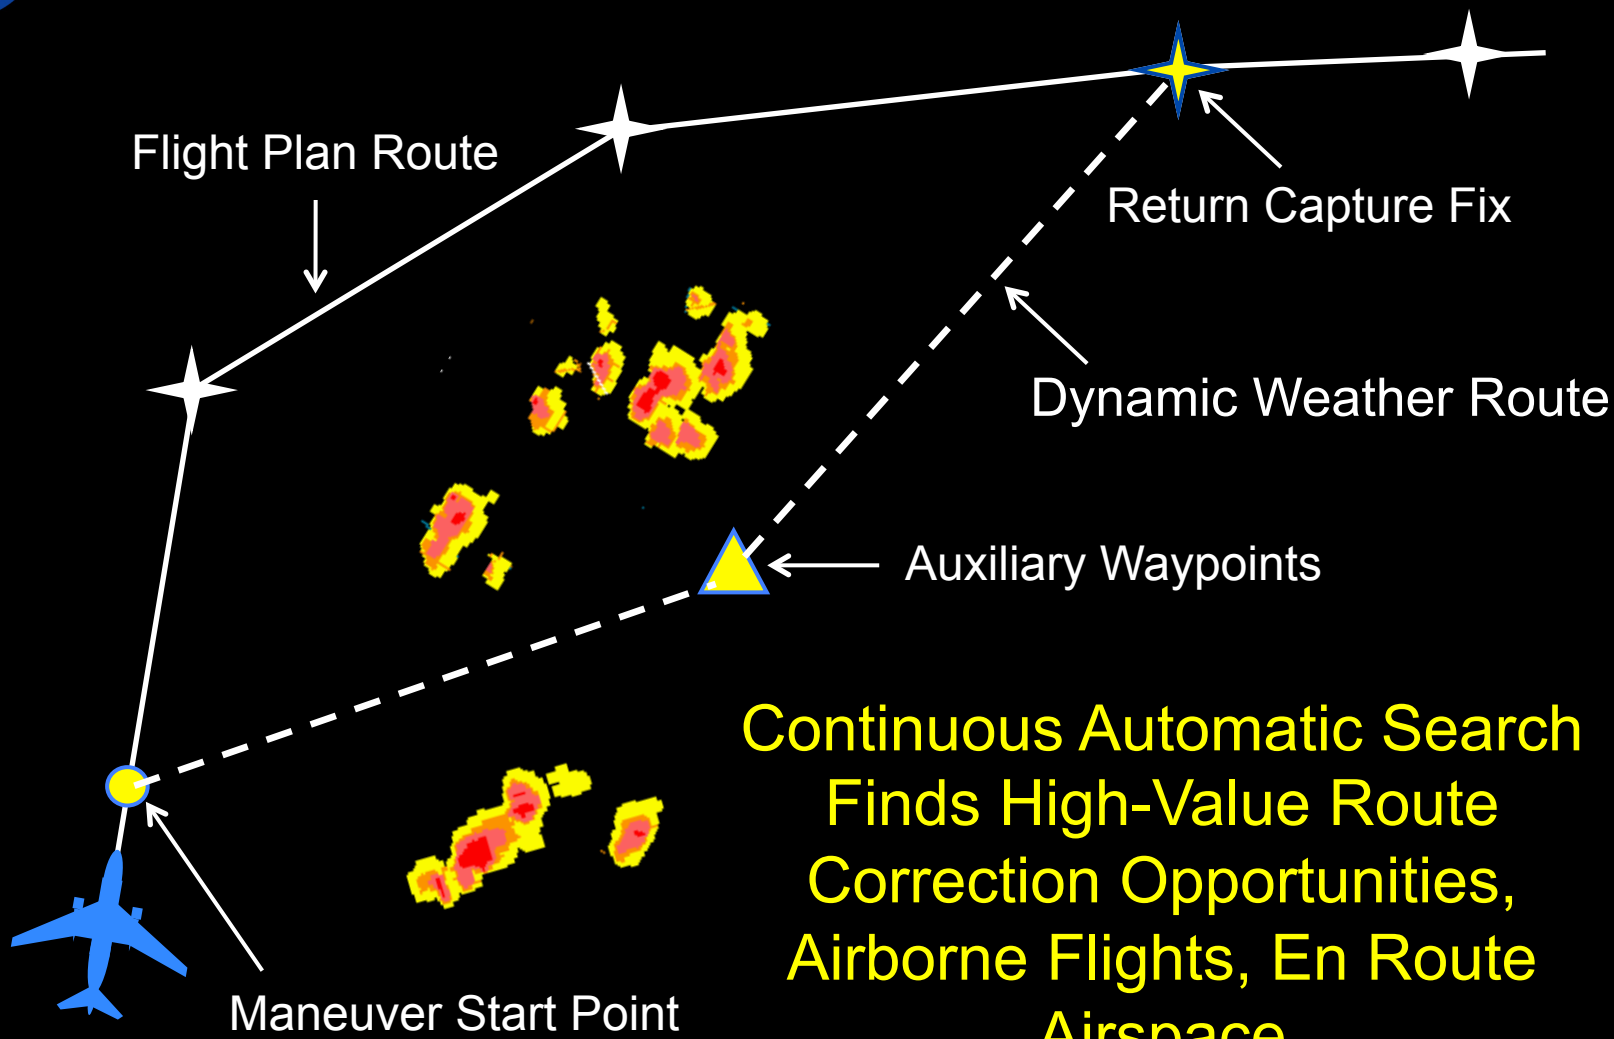 Flight Plan Route
Return Capture Fix
Dynamic Weather Route
Auxiliary Waypoints
Continuous Automatic Search
Finds High-Value Route
Correction Opportunities,
Airborne Flights, En Route
Airspace
Maneuver Start Point